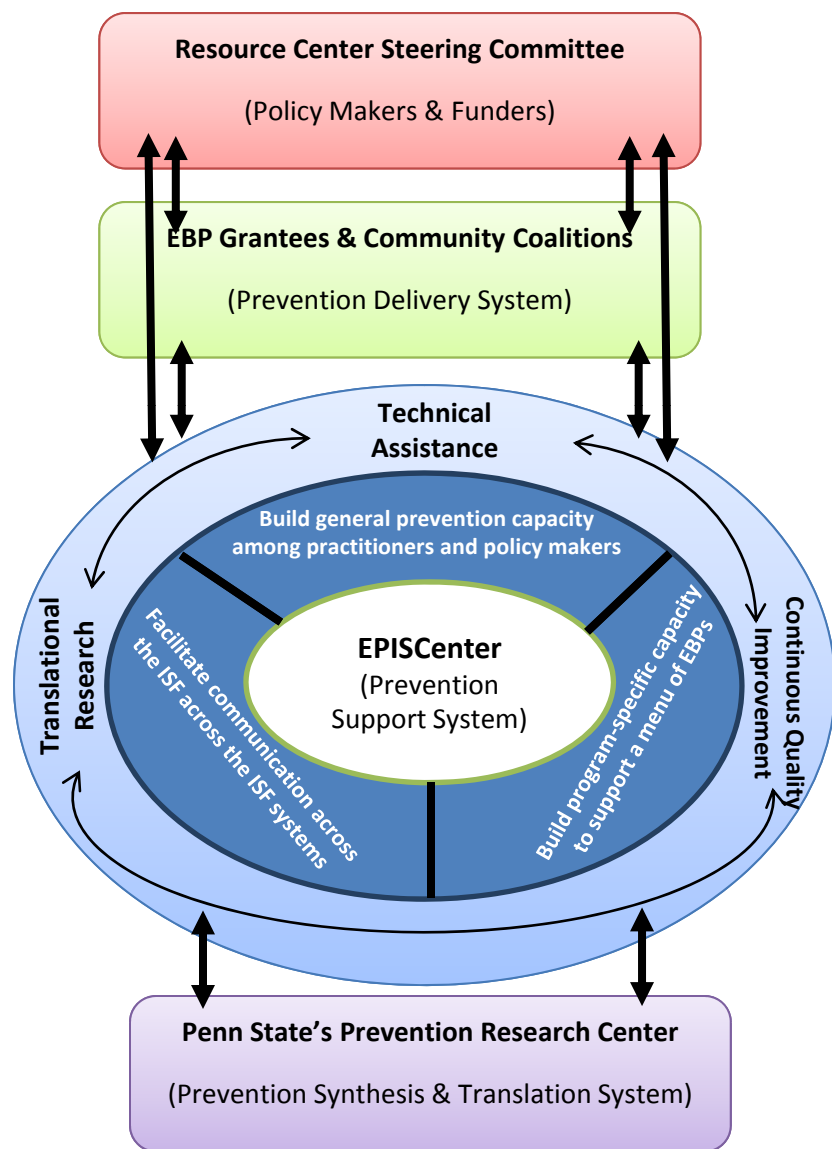 Resource Center Steering Committee
(Policy Makers & Funders)
EBP Grantees & Community Coalitions
(Prevention Delivery System)
Technical
Assistance
Build general prevention capacity
among practitioners and policy makers
Translational
Research
Facilitate communication across
the ISF across the ISF systems
EPISCenter
(Prevention
Support System)
Build program-specific capacity
to support a menu of EBPs
Continuous Quality
Improvement
Penn State’s Prevention Research Center
(Prevention Synthesis & Translation System)